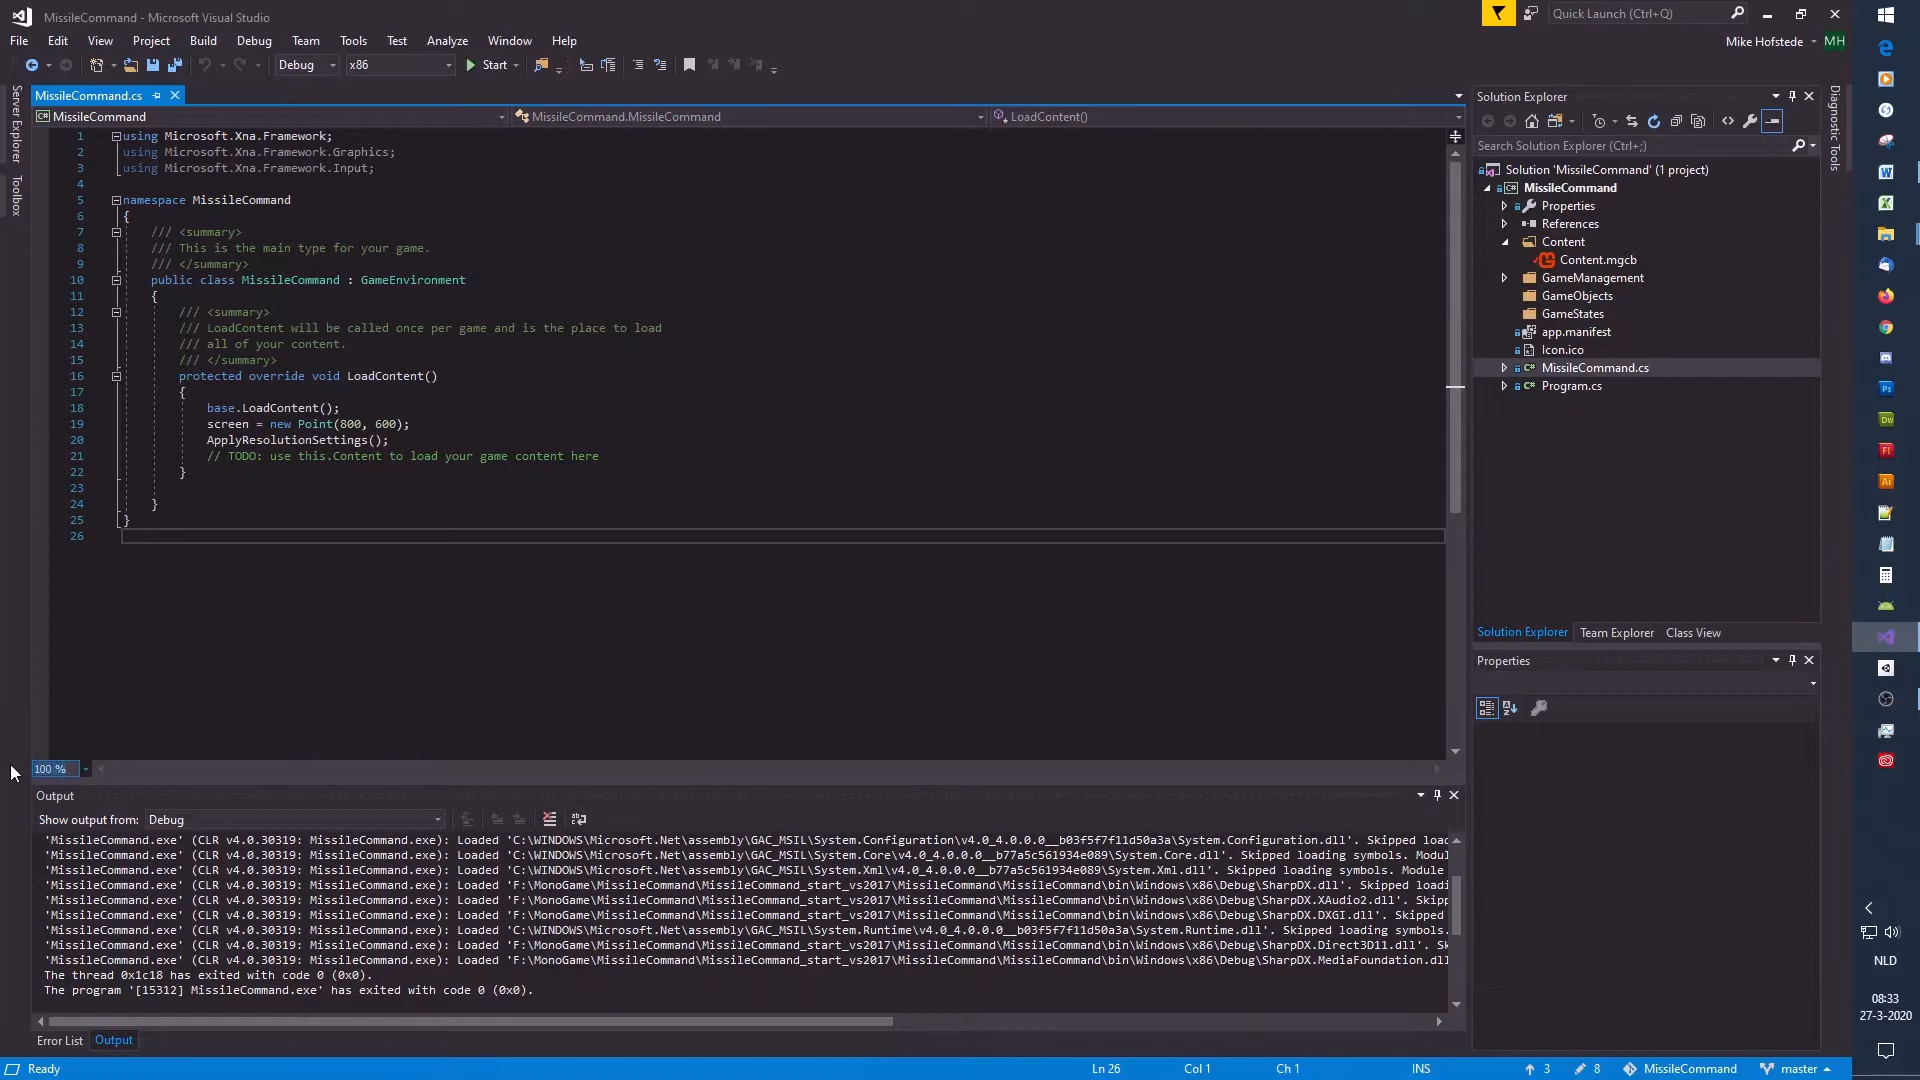 MissileCommand - Microsoft Visual Studio
Quick Launch (Ctrl+Q)
File Edit View Project Build Debug Team Tools Test Analyze Window Help
Mike Hofstede MH
Debug x86 Start
Server Explorer
Toolbox
MissileCommand.cs
MissileCommand MissileCommand.MissileCommand LoadContent()
1 using Microsoft.Xna.Framework;
2 using Microsoft.Xna.Framework.Graphics;
3 using Microsoft.Xna.Framework.Input;
4
5 namespace MissileCommand
6 {
7 /// <summary>
8 /// This is the main type for your game.
9 /// </summary>
10 public class MissileCommand : GameEnvironment
11 {
12 /// <summary>
13 /// LoadContent will be called once per game and is the place to load
14 /// all of your content.
15 /// </summary>
16 protected override void LoadContent()
17 {
18 base.LoadContent();
19 screen = new Point(800, 600);
20 ApplyResolutionSettings();
21 // TODO: use this.Content to load your game content here
22 }
23
24 }
25 }
26
100 %
Output
Show output from: Debug
'MissileCommand.exe' (CLR v4.0.30319: MissileCommand.exe): Loaded 'C:\WINDOWS\Microsoft.Net\assembly\GAC_MSIL\System.Configuration\v4.0_4.0.0.0__b03f5f7f11d50a3a\System.Configuration.dll'. Skipped load
'MissileCommand.exe' (CLR v4.0.30319: MissileCommand.exe): Loaded 'C:\WINDOWS\Microsoft.Net\assembly\GAC_MSIL\System.Core\v4.0_4.0.0.0__b77a5c561934e089\System.Core.dll'. Skipped loading symbols. Modul
'MissileCommand.exe' (CLR v4.0.30319: MissileCommand.exe): Loaded 'C:\WINDOWS\Microsoft.Net\assembly\GAC_MSIL\System.Xml\v4.0_4.0.0.0__b77a5c561934e089\System.Xml.dll'. Skipped loading symbols. Module
'MissileCommand.exe' (CLR v4.0.30319: MissileCommand.exe): Loaded 'F:\MonoGame\MissileCommand\MissileCommand_start_vs2017\MissileCommand\MissileCommand\bin\Windows\x86\Debug\SharpDX.dll'. Skipped loadi
'MissileCommand.exe' (CLR v4.0.30319: MissileCommand.exe): Loaded 'F:\MonoGame\MissileCommand\MissileCommand_start_vs2017\MissileCommand\MissileCommand\bin\Windows\x86\Debug\SharpDX.XAudio2.dll'. Skipp
'MissileCommand.exe' (CLR v4.0.30319: MissileCommand.exe): Loaded 'F:\MonoGame\MissileCommand\MissileCommand_start_vs2017\MissileCommand\MissileCommand\bin\Windows\x86\Debug\SharpDX.DXGI.dll'. Skipped
'MissileCommand.exe' (CLR v4.0.30319: MissileCommand.exe): Loaded 'C:\WINDOWS\Microsoft.Net\assembly\GAC_MSIL\System.Runtime\v4.0_4.0.0.0__b03f5f7f11d50a3a\System.Runtime.dll'. Skipped loading symbols.
'MissileCommand.exe' (CLR v4.0.30319: MissileCommand.exe): Loaded 'F:\MonoGame\MissileCommand\MissileCommand_start_vs2017\MissileCommand\MissileCommand\bin\Windows\x86\Debug\SharpDX.Direct3D11.dll'. Sk
'MissileCommand.exe' (CLR v4.0.30319: MissileCommand.exe): Loaded 'F:\MonoGame\MissileCommand\MissileCommand_start_vs2017\MissileCommand\MissileCommand\bin\Windows\x86\Debug\SharpDX.MediaFoundation.dll
The thread 0x1c18 has exited with code 0 (0x0).
The program '[15312] MissileCommand.exe' has exited with code 0 (0x0).
Error List Output
Solution Explorer
Search Solution Explorer (Ctrl+;)
Solution 'MissileCommand' (1 project)
MissileCommand
Properties
References
Content
Content.mgcb
GameManagement
GameObjects
GameStates
app.manifest
Icon.ico
MissileCommand.cs
Program.cs
Solution Explorer Team Explorer Class View
Properties
Diagnostic Tools
Ps
Dw
Fl
Ai
NLD
08:33
27-3-2020
Ready Ln 26 Col 1 Ch 1 INS 3 8 MissileCommand master